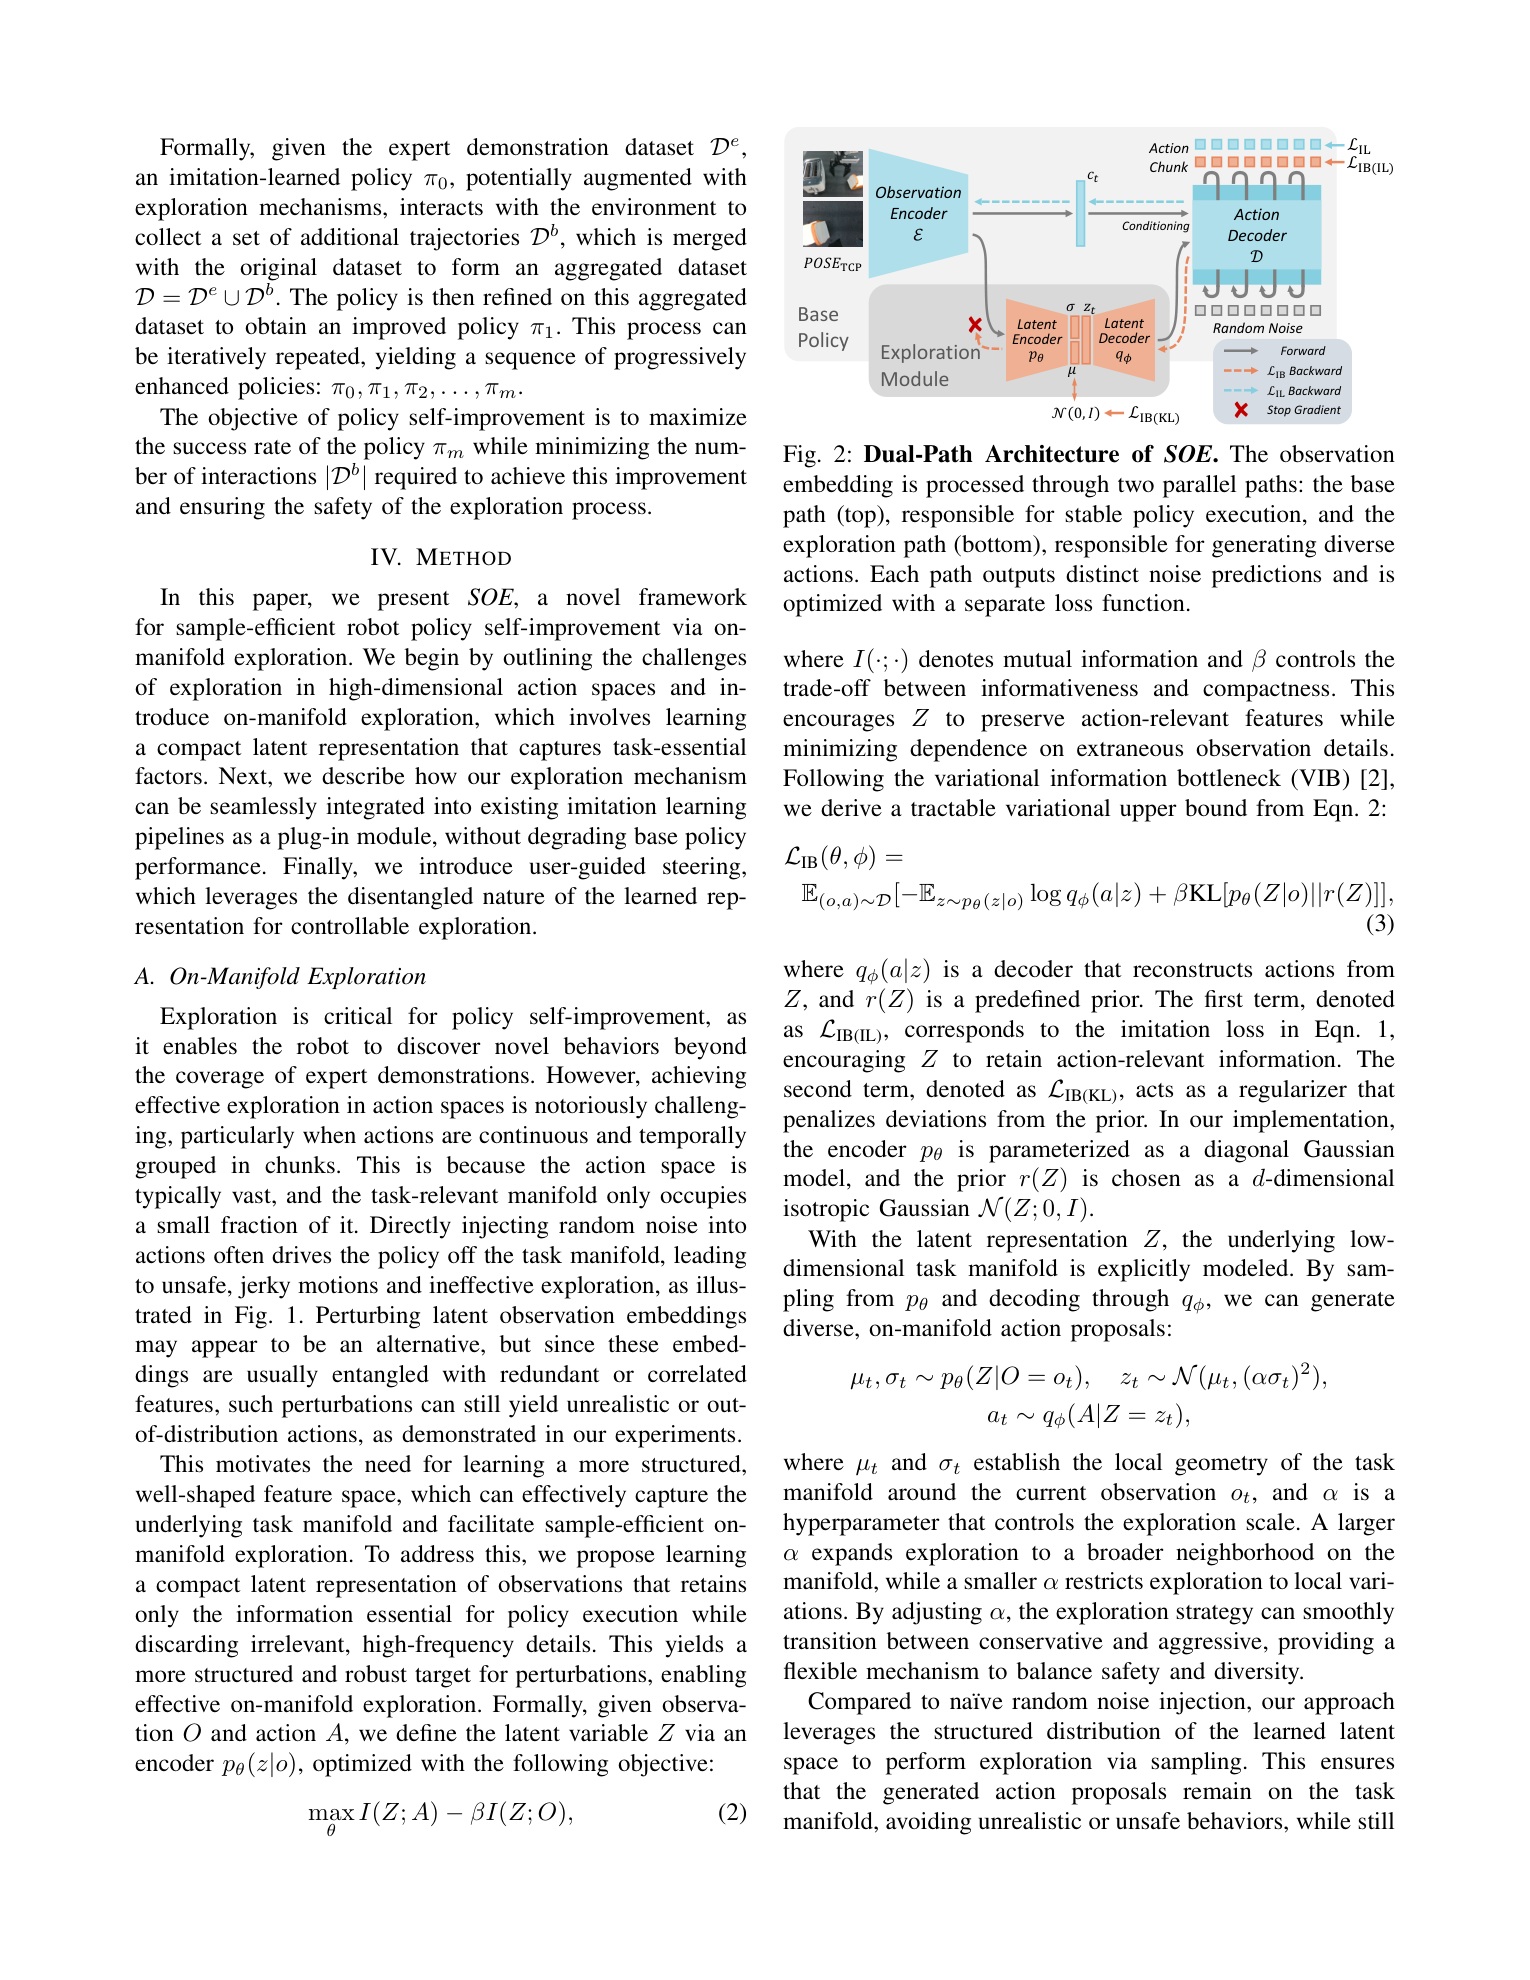 Formally, given the expert demonstration dataset 𝒟ᵉ,
an imitation-learned policy π₀, potentially augmented with
exploration mechanisms, interacts with the environment to
collect a set of additional trajectories 𝒟ᵇ, which is merged
with the original dataset to form an aggregated dataset
𝒟 = 𝒟ᵉ ∪ 𝒟ᵇ. The policy is then refined on this aggregated
dataset to obtain an improved policy π₁. This process can
be iteratively repeated, yielding a sequence of progressively
enhanced policies: π₀, π₁, π₂, . . . , πₘ.
The objective of policy self-improvement is to maximize
the success rate of the policy πₘ while minimizing the num-
ber of interactions |𝒟ᵇ| required to achieve this improvement
and ensuring the safety of the exploration process.
IV. METHOD
In this paper, we present SOE, a novel framework
for sample-efficient robot policy self-improvement via on-
manifold exploration. We begin by outlining the challenges
of exploration in high-dimensional action spaces and in-
troduce on-manifold exploration, which involves learning
a compact latent representation that captures task-essential
factors. Next, we describe how our exploration mechanism
can be seamlessly integrated into existing imitation learning
pipelines as a plug-in module, without degrading base policy
performance. Finally, we introduce user-guided steering,
which leverages the disentangled nature of the learned rep-
resentation for controllable exploration.
A. On-Manifold Exploration
Exploration is critical for policy self-improvement, as
it enables the robot to discover novel behaviors beyond
the coverage of expert demonstrations. However, achieving
effective exploration in action spaces is notoriously challeng-
ing, particularly when actions are continuous and temporally
grouped in chunks. This is because the action space is
typically vast, and the task-relevant manifold only occupies
a small fraction of it. Directly injecting random noise into
actions often drives the policy off the task manifold, leading
to unsafe, jerky motions and ineffective exploration, as illus-
trated in Fig. 1. Perturbing latent observation embeddings
may appear to be an alternative, but since these embed-
dings are usually entangled with redundant or correlated
features, such perturbations can still yield unrealistic or out-
of-distribution actions, as demonstrated in our experiments.
This motivates the need for learning a more structured,
well-shaped feature space, which can effectively capture the
underlying task manifold and facilitate sample-efficient on-
manifold exploration. To address this, we propose learning
a compact latent representation of observations that retains
only the information essential for policy execution while
discarding irrelevant, high-frequency details. This yields a
more structured and robust target for perturbations, enabling
effective on-manifold exploration. Formally, given observa-
tion O and action A, we define the latent variable Z via an
encoder p_θ(z|o), optimized with the following objective:
max_θ I(Z; A) − βI(Z; O), (2)
Action
Chunk
ℒ_IL
ℒ_IB(IL)
Observation
Encoder
ℰ
c_t
Conditioning
Action
Decoder
𝒟
POSE_TCP
Base
Policy
Exploration
Module
Latent
Encoder
p_θ
σ z_t
μ
Latent
Decoder
q_ϕ
Random Noise
𝒩(0, I) ← ℒ_IB(KL)
Forward
ℒ_IB Backward
ℒ_IL Backward
Stop Gradient
Fig. 2: Dual-Path Architecture of SOE. The observation
embedding is processed through two parallel paths: the base
path (top), responsible for stable policy execution, and the
exploration path (bottom), responsible for generating diverse
actions. Each path outputs distinct noise predictions and is
optimized with a separate loss function.
where I(·; ·) denotes mutual information and β controls the
trade-off between informativeness and compactness. This
encourages Z to preserve action-relevant features while
minimizing dependence on extraneous observation details.
Following the variational information bottleneck (VIB) [2],
we derive a tractable variational upper bound from Eqn. 2:
ℒ_IB(θ, ϕ) =
𝔼_(o,a)∼𝒟[−𝔼_z∼p_θ(z|o) log q_ϕ(a|z) + βKL[p_θ(Z|o)||r(Z)]],
(3)
where q_ϕ(a|z) is a decoder that reconstructs actions from
Z, and r(Z) is a predefined prior. The first term, denoted
as ℒ_IB(IL), corresponds to the imitation loss in Eqn. 1,
encouraging Z to retain action-relevant information. The
second term, denoted as ℒ_IB(KL), acts as a regularizer that
penalizes deviations from the prior. In our implementation,
the encoder p_θ is parameterized as a diagonal Gaussian
model, and the prior r(Z) is chosen as a d-dimensional
isotropic Gaussian 𝒩(Z; 0, I).
With the latent representation Z, the underlying low-
dimensional task manifold is explicitly modeled. By sam-
pling from p_θ and decoding through q_ϕ, we can generate
diverse, on-manifold action proposals:
μ_t, σ_t ∼ p_θ(Z|O = o_t), z_t ∼ 𝒩(μ_t, (ασ_t)²),
a_t ∼ q_ϕ(A|Z = z_t),
where μ_t and σ_t establish the local geometry of the task
manifold around the current observation o_t, and α is a
hyperparameter that controls the exploration scale. A larger
α expands exploration to a broader neighborhood on the
manifold, while a smaller α restricts exploration to local vari-
ations. By adjusting α, the exploration strategy can smoothly
transition between conservative and aggressive, providing a
flexible mechanism to balance safety and diversity.
Compared to naïve random noise injection, our approach
leverages the structured distribution of the learned latent
space to perform exploration via sampling. This ensures
that the generated action proposals remain on the task
manifold, avoiding unrealistic or unsafe behaviors, while still